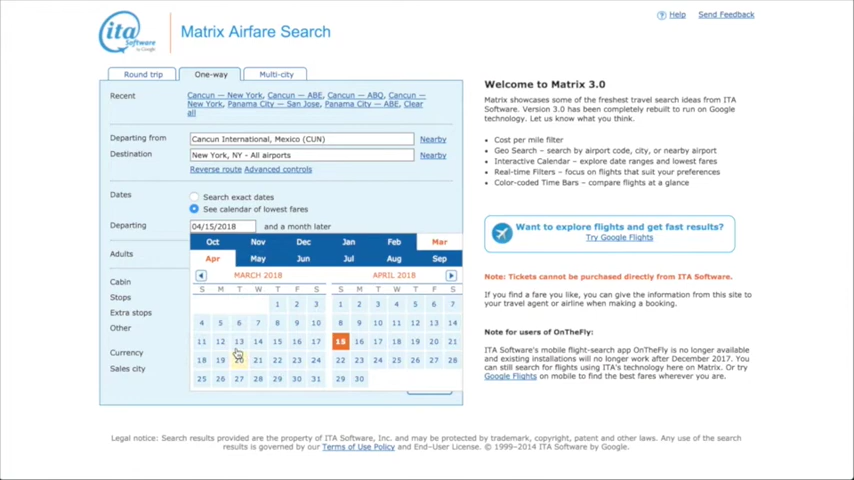 ita Software by Google
Matrix Airfare Search
Help Send Feedback
Round trip One-way Multi-city
Recent
Cancun — New York, Cancun — ABE, Cancun — ABQ, Cancun —
New York, Panama City — San Jose, Panama City — ABE, Clear
all
Departing from Cancun International, Mexico (CUN) Nearby
Destination New York, NY - All airports Nearby
Reverse route Advanced controls
Dates Search exact dates
See calendar of lowest fares
Departing 04/15/2018 and a month later
Oct Nov Dec Jan Feb Mar
Apr May Jun Jul Aug Sep
MARCH 2018 APRIL 2018
S M T W T F S S M T W T F S
1 2 3 1 2 3 4 5 6 7
4 5 6 7 8 9 10 8 9 10 11 12 13 14
11 12 13 14 15 16 17 15 16 17 18 19 20 21
18 19 20 21 22 23 24 22 23 24 25 26 27 28
25 26 27 28 29 30 31 29 30
Adults
Cabin
Stops
Extra stops
Other
Currency
Sales city
Welcome to Matrix 3.0
Matrix showcases some of the freshest travel search ideas from ITA
Software. Version 3.0 has been completely rebuilt to run on Google
technology. Let us know what you think.
• Cost per mile filter
• Geo Search – search by airport code, city, or nearby airport
• Interactive Calendar – explore date ranges and lowest fares
• Real-time Filters – focus on flights that suit your preferences
• Color-coded Time Bars – compare flights at a glance
Want to explore flights and get fast results?
Try Google Flights
Note: Tickets cannot be purchased directly from ITA Software.
If you find a fare you like, you can give the information from this site to
your travel agent or airline when making a booking.
Note for users of OnTheFly:
ITA Software's mobile flight-search app OnTheFly is no longer available
and existing installations will no longer work after December 2017. You
can still search for flights using ITA's technology here on Matrix. Or try
Google Flights on mobile to find the best fares wherever you are.
Legal notice: Search results provided are the property of ITA Software, Inc. and may be protected by trademark, copyright, patent and other laws. Any use of the search
results is governed by our Terms of Use Policy and End-User License. © 1999-2014 ITA Software by Google.